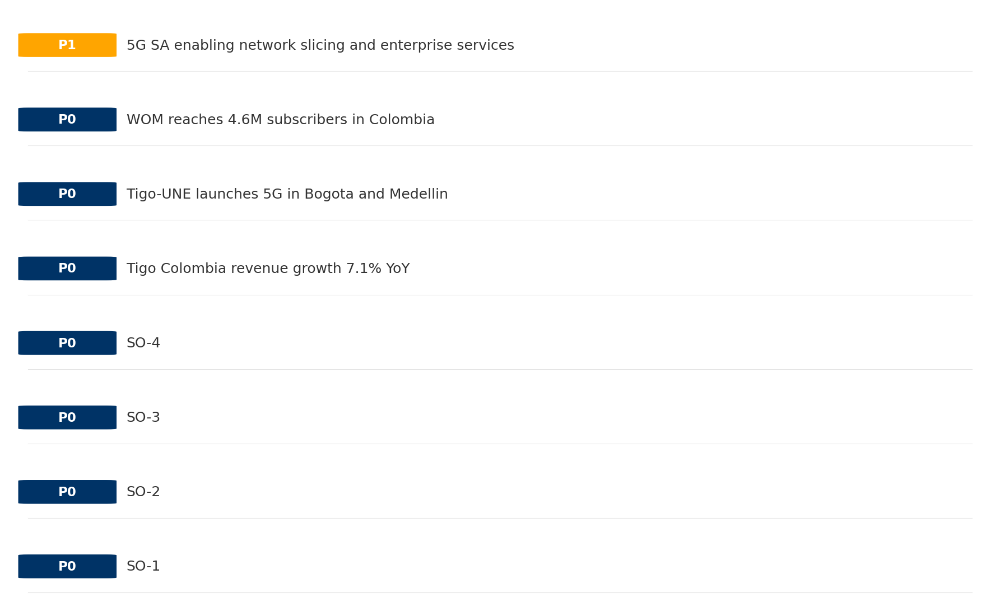 P1 5G SA enabling network slicing and enterprise services
P0 WOM reaches 4.6M subscribers in Colombia
P0 Tigo-UNE launches 5G in Bogota and Medellin
P0 Tigo Colombia revenue growth 7.1% YoY
P0 SO-4
P0 SO-3
P0 SO-2
P0 SO-1